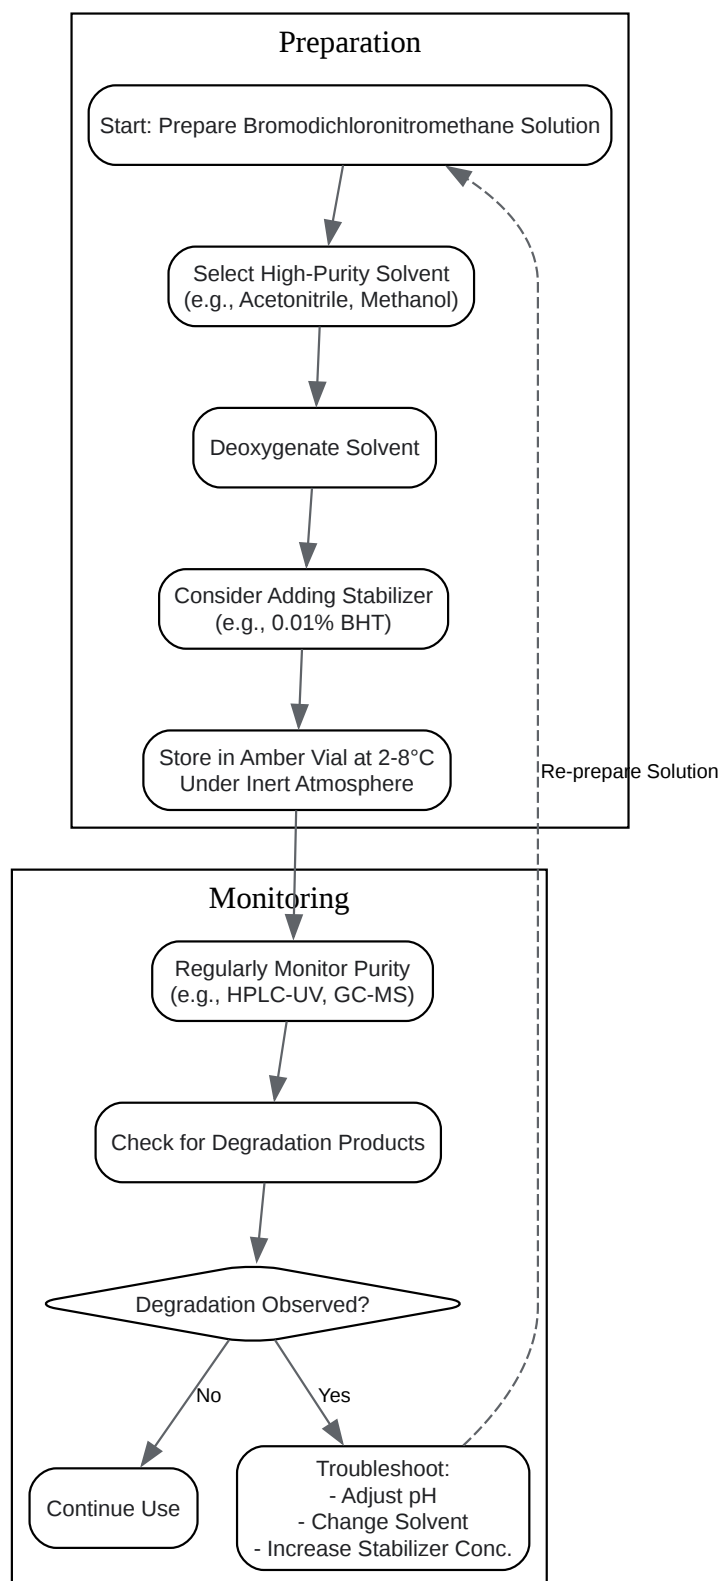 Preparation
Start: Prepare Bromodichloronitromethane Solution
Select High-Purity Solvent
(e.g., Acetonitrile, Methanol)
Deoxygenate Solvent
Consider Adding Stabilizer
(e.g., 0.01% BHT)
Store in Amber Vial at 2-8°C
Under Inert Atmosphere
Re-prepare Solution
Monitoring
Regularly Monitor Purity
(e.g., HPLC-UV, GC-MS)
Check for Degradation Products
Degradation Observed?
No
Yes
Continue Use
Troubleshoot:
- Adjust pH
- Change Solvent
- Increase Stabilizer Conc.